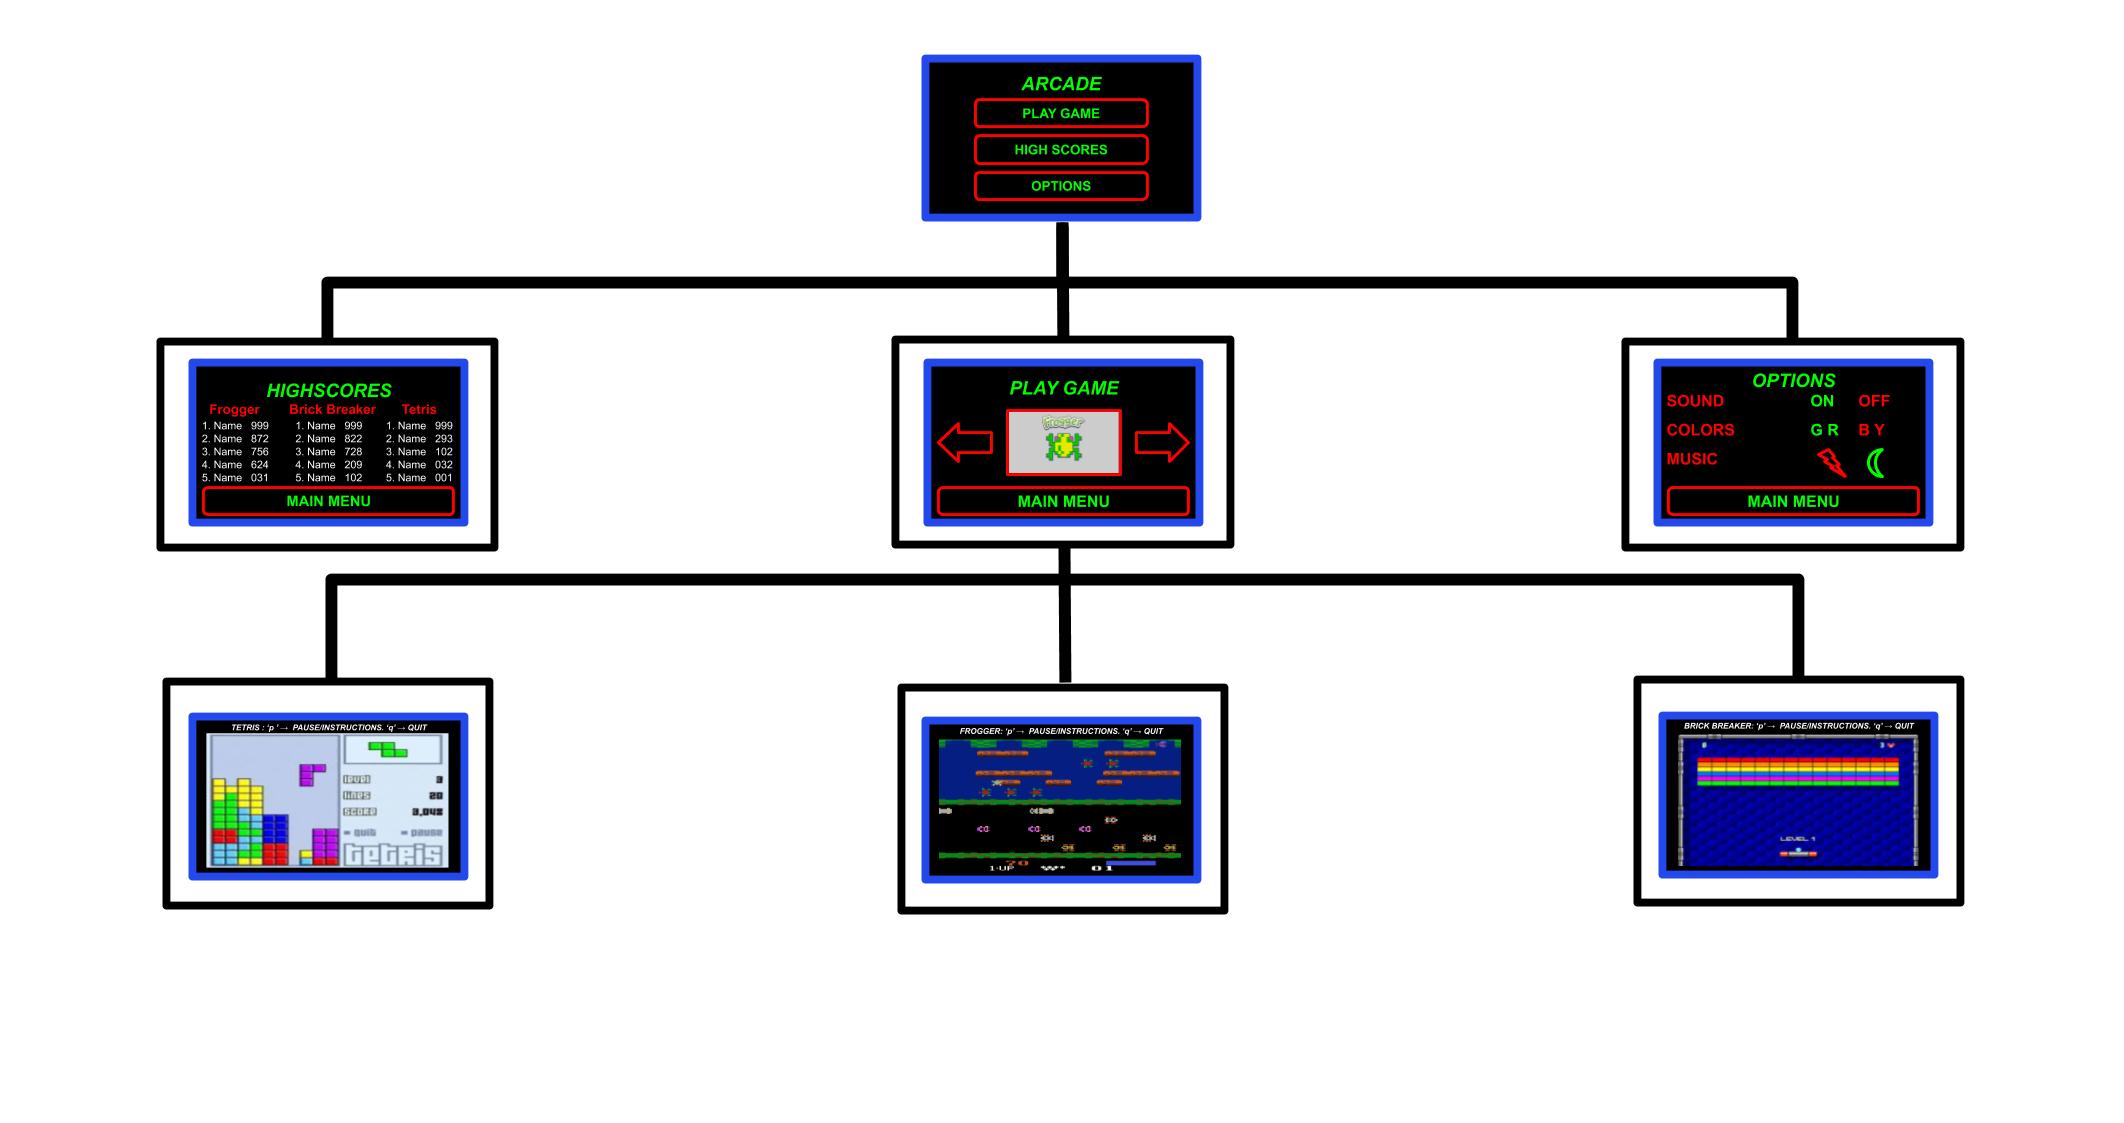 ARCADE
PLAY GAME
HIGH SCORES
OPTIONS
HIGHSCORES
Frogger Brick Breaker Tetris
1. Name 999 1. Name 999 1. Name 999
2. Name 872 2. Name 822 2. Name 293
3. Name 756 3. Name 728 3. Name 102
4. Name 624 4. Name 209 4. Name 032
5. Name 031 5. Name 102 5. Name 001
MAIN MENU
PLAY GAME
Frogger
MAIN MENU
OPTIONS
SOUND ON OFF
COLORS G R B Y
MUSIC
MAIN MENU
TETRIS : 'p ' → PAUSE/INSTRUCTIONS. 'q' → QUIT
level 3
lines 20
score 3,048
= quit = pause
tetris
FROGGER: 'p' → PAUSE/INSTRUCTIONS. 'q' → QUIT
70
1-UP 01
BRICK BREAKER: 'p' → PAUSE/INSTRUCTIONS. 'q' → QUIT
3
LEVEL 1